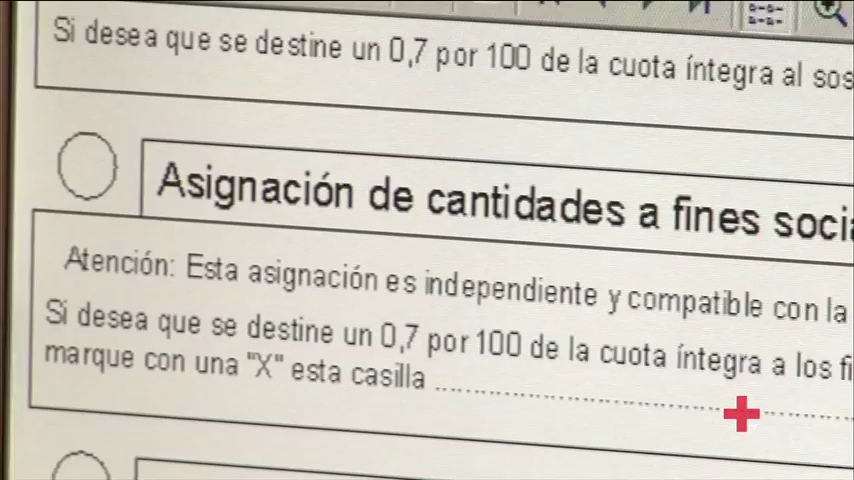 Si desea que se destine un 0,7 por 100 de la cuota íntegra al sos
Asignación de cantidades a fines socia
Atención: Esta asignación es independiente y compatible con la
Si desea que se destine un 0,7 por 100 de la cuota íntegra a los fi
marque con una "X" esta casilla